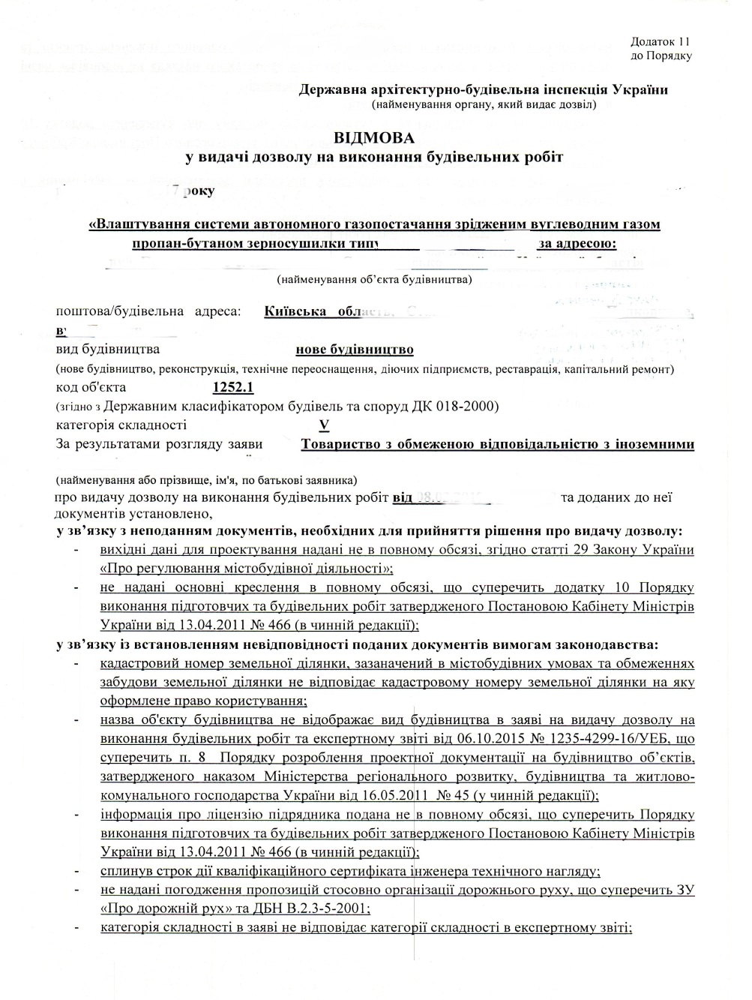 Додаток 11
до Порядку
Державна архітектурно-будівельна інспекція України
(найменування органу, який видає дозвіл)
ВІДМОВА
у видачі дозволу на виконання будівельних робіт
7 року
«Влаштування системи автономного газопостачання зрідженим вуглеводним газом
пропан-бутаном зерносушилки типу за адресою:
(найменування об’єкта будівництва)
поштова/будівельна адреса: Київська область,
вид будівництва нове будівництво
(нове будівництво, реконструкція, технічне переоснащення, діючих підприємств, реставрація, капітальний ремонт)
код об'єкта 1252.1
(згідно з Державним класифікатором будівель та споруд ДК 018-2000)
категорія складності V
За результатами розгляду заяви Товариство з обмеженою відповідальністю з іноземними
(найменування або прізвище, ім'я, по батькові заявника)
про видачу дозволу на виконання будівельних робіт від та доданих до неї
документів установлено,
у зв’язку з неподанням документів, необхідних для прийняття рішення про видачу дозволу:
- вихідні дані для проектування надані не в повному обсязі, згідно статті 29 Закону України
«Про регулювання містобудівної діяльності»;
- не надані основні креслення в повному обсязі, що суперечить додатку 10 Порядку
виконання підготовчих та будівельних робіт затвердженого Постановою Кабінету Міністрів
України від 13.04.2011 № 466 (в чинній редакції);
у зв’язку із встановленням невідповідності поданих документів вимогам законодавства:
- кадастровий номер земельної ділянки, зазаначений в містобудівних умовах та обмеженнях
забудови земельної ділянки не відповідає кадастровому номеру земельної ділянки на яку
оформлене право користування;
- назва об'єкту будівництва не відображає вид будівництва в заяві на видачу дозволу на
виконання будівельних робіт та експертному звіті від 06.10.2015 № 1235-4299-16/УЕБ, що
суперечить п. 8 Порядку розроблення проектної документації на будівництво об’єктів,
затвердженого наказом Міністерства регіонального розвитку, будівництва та житлово-
комунального господарства України від 16.05.2011 № 45 (у чинній редакції);
- інформація про ліцензію підрядника подана не в повному обсязі, що суперечить Порядку
виконання підготовчих та будівельних робіт затвердженого Постановою Кабінету Міністрів
України від 13.04.2011 № 466 (в чинній редакції);
- сплинув строк дії кваліфікаційного сертифіката інженера технічного нагляду;
- не надані погодження пропозицій стосовно організації дорожнього руху, що суперечить ЗУ
«Про дорожній рух» та ДБН В.2.3-5-2001;
- категорія складності в заяві не відповідає категорії складності в експертному звіті;